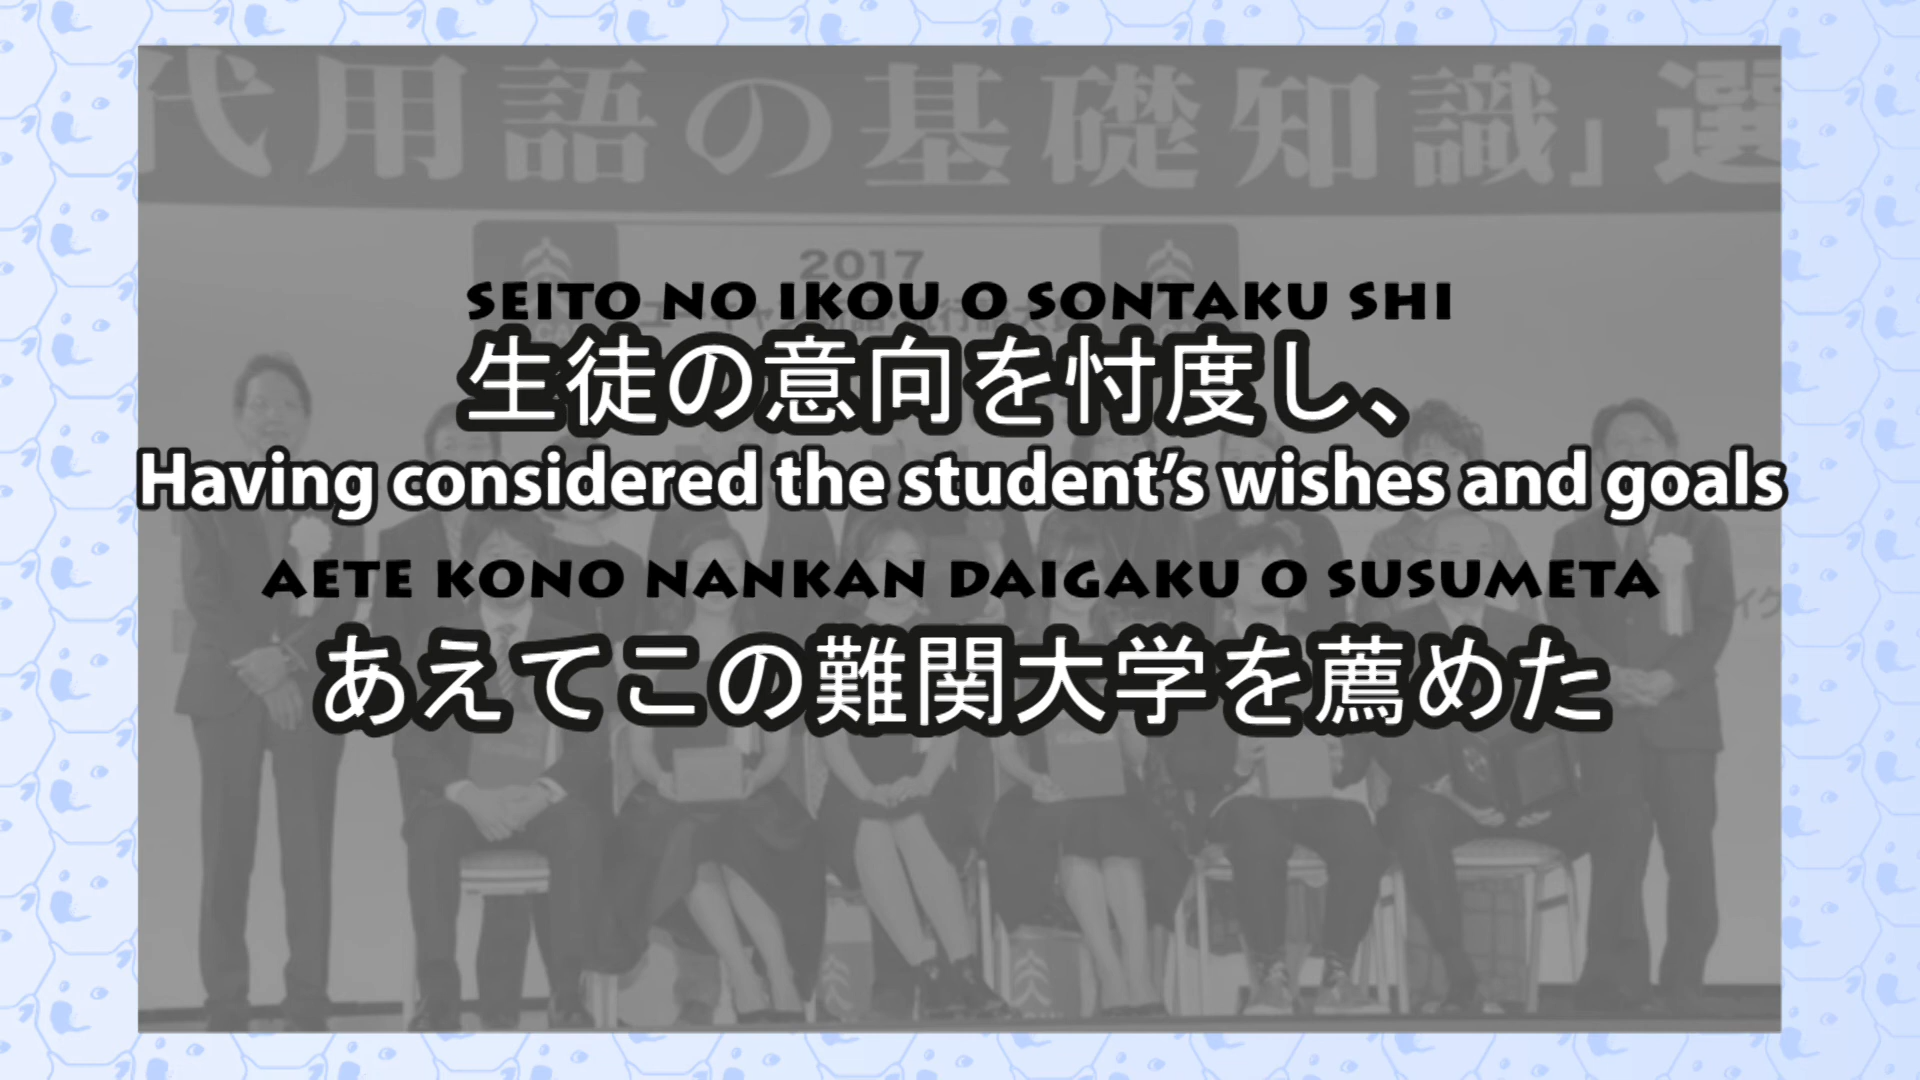 代用語の基礎知識」選
2017
SEITO NO IKOU O SONTAKU SHI
生徒の意向を忖度し、
Having considered the student's wishes and goals
AETE KONO NANKAN DAIGAKU O SUSUMETA
あえてこの難関大学を薦めた